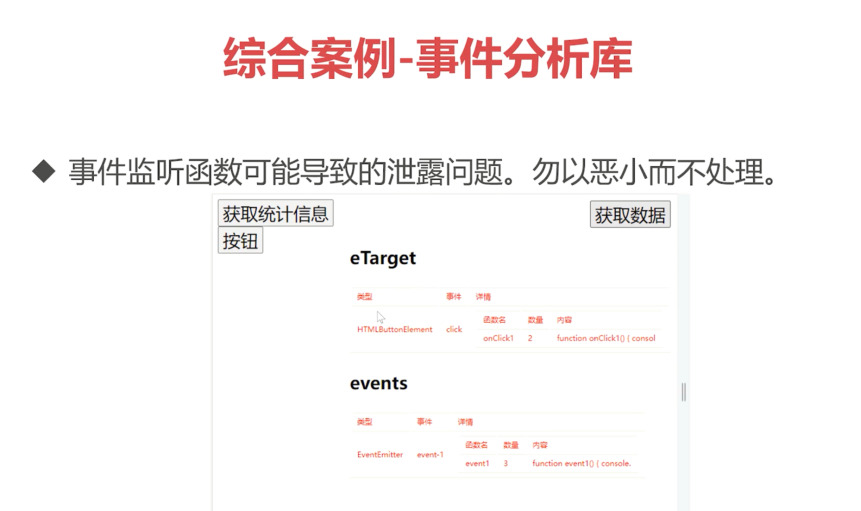 综合案例-事件分析库
◆ 事件监听函数可能导致的泄露问题。勿以恶小而不处理。
获取统计信息 获取数据
按钮
eTarget
类型 事件 详情
函数名 数量 内容
HTMLButtonElement click
onClick1 2 function onClick1() { consol
events
类型 事件 详情
函数名 数量 内容
EventEmitter event-1
event1 3 function event1() { console.